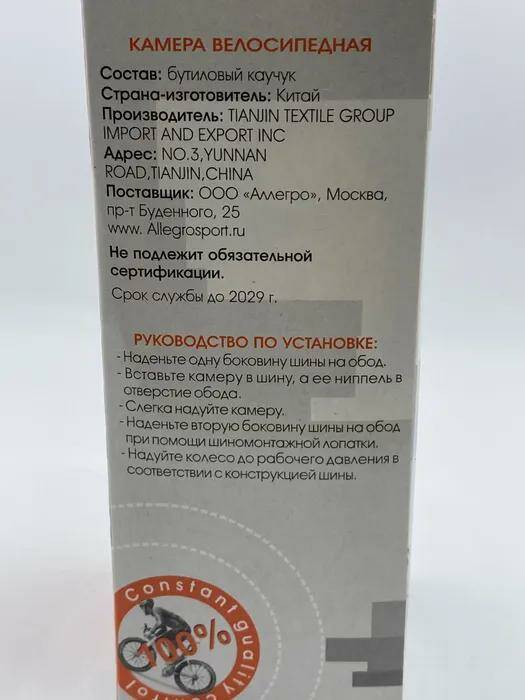 КАМЕРА ВЕЛОСИПЕДНАЯ
Состав: бутиловый каучук
Страна-изготовитель: Китай
Производитель: TIANJIN TEXTILE GROUP
IMPORT AND EXPORT INC
Адрес: NO.3,YUNNAN
ROAD,TIANJIN,CHINA
Поставщик: ООО «Аллегро», Москва,
пр-т Буденного, 25
www. Allegrosport.ru
Не подлежит обязательной
сертификации.
Срок службы до 2029 г.
РУКОВОДСТВО ПО УСТАНОВКЕ:
- Наденьте одну боковину шины на обод.
- Вставьте камеру в шину, а ее ниппель в
отверстие обода.
- Слегка надуйте камеру.
- Наденьте вторую боковину шины на обод
при помощи шиномонтажной лопатки.
- Надуйте колесо до рабочего давления в
соответствии с конструкцией шины.
Constant quality control
100%